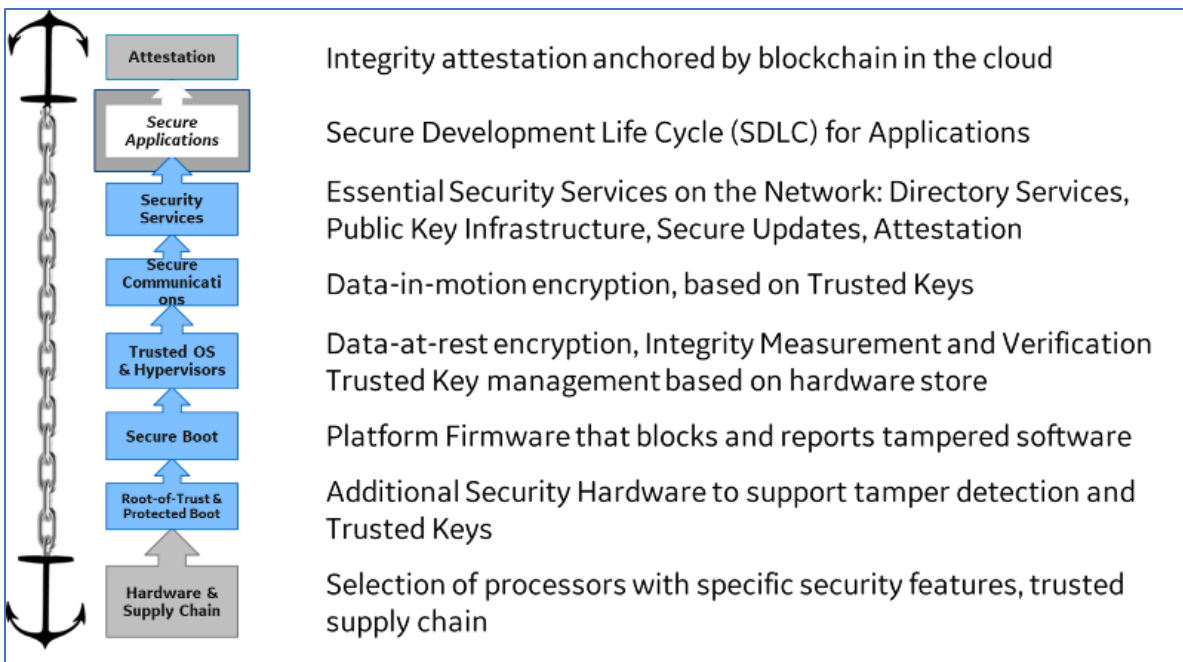 Attestation
Integrity attestation anchored by blockchain in the cloud
Secure
Applications
Secure Development Life Cycle (SDLC) for Applications
Security
Services
Essential Security Services on the Network: Directory Services,
Public Key Infrastructure, Secure Updates, Attestation
Secure
Communicati
ons
Data-in-motion encryption, based on Trusted Keys
Trusted OS
& Hypervisors
Data-at-rest encryption, Integrity Measurement and Verification
Trusted Key management based on hardware store
Secure Boot
Platform Firmware that blocks and reports tampered software
Root-of-Trust &
Protected Boot
Additional Security Hardware to support tamper detection and
Trusted Keys
Hardware &
Supply Chain
Selection of processors with specific security features, trusted
supply chain